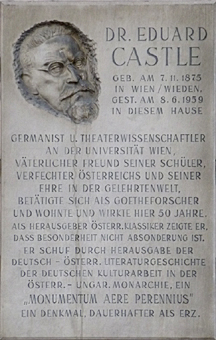 DR. EDUARD
CASTLE
GEB. AM 7. 11. 1875
IN WIEN/WIEDEN,
GEST. AM 8. 6. 1959
IN DIESEM HAUSE
GERMANIST U. THEATERWISSENSCHAFTLER
AN DER UNIVERSITÄT WIEN,
VÄTERLICHER FREUND SEINER SCHÜLER,
VERFECHTER ÖSTERREICHS UND SEINER
EHRE IN DER GELEHRTENWELT,
BETÄTIGTE SICH ALS GOETHEFORSCHER
UND WOHNTE UND WIRKTE HIER 50 JAHRE.
ALS HERAUSGEBER ÖSTERR. KLASSIKER ZEIGTE ER,
DASS BESONDERHEIT NICHT ABSONDERUNG IST.
ER SCHUF DURCH HERAUSGABE DER
DEUTSCH - ÖSTERR. LITERATURGESCHICHTE
DER DEUTSCHEN KULTURARBEIT IN DER
ÖSTERR. - UNGAR. MONARCHIE, EIN
„MONUMENTUM AERE PERENNIUS"
EIN DENKMAL, DAUERHAFTER ALS ERZ.